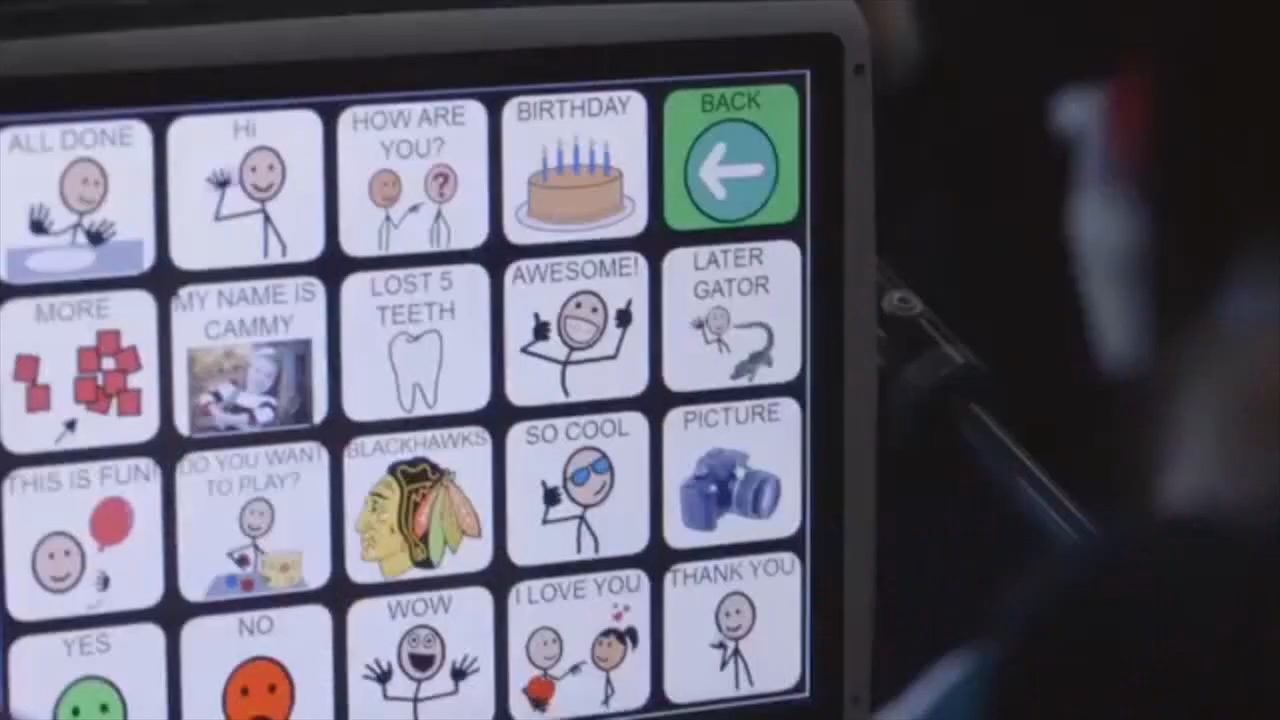 ALL DONE
Hi
HOW ARE
YOU?
BIRTHDAY
BACK
MORE
MY NAME IS
CAMMY
LOST 5
TEETH
AWESOME!
LATER
GATOR
THIS IS FUN!
DO YOU WANT
TO PLAY?
BLACKHAWKS
SO COOL
PICTURE
YES
NO
WOW
I LOVE YOU
THANK YOU